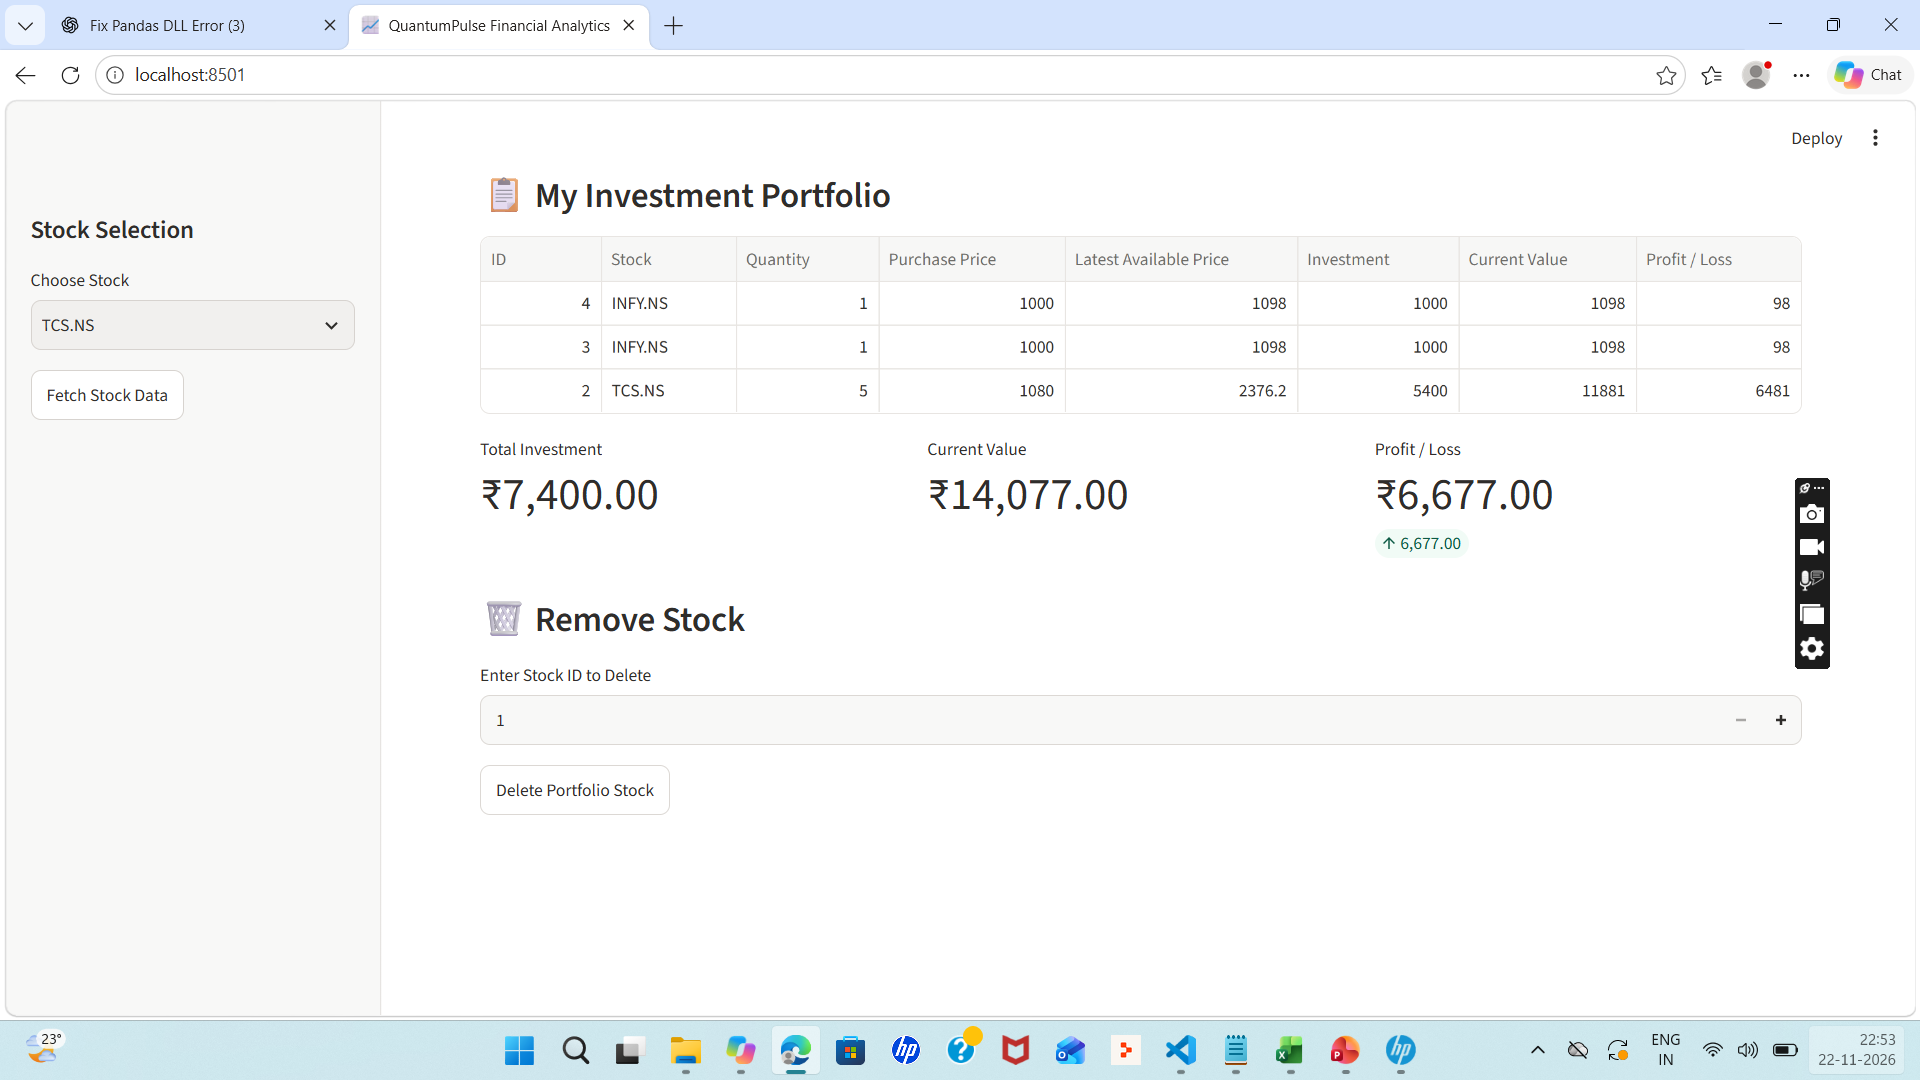 Fix Pandas DLL Error (3)
QuantumPulse Financial Analytics
localhost:8501
Chat
Deploy
Stock Selection
Choose Stock
TCS.NS
Fetch Stock Data
My Investment Portfolio
ID Stock Quantity Purchase Price Latest Available Price Investment Current Value Profit / Loss
4 INFY.NS 1 1000 1098 1000 1098 98
3 INFY.NS 1 1000 1098 1000 1098 98
2 TCS.NS 5 1080 2376.2 5400 11881 6481
Total Investment Current Value Profit / Loss
₹7,400.00 ₹14,077.00 ₹6,677.00
↑ 6,677.00
Remove Stock
Enter Stock ID to Delete
1
Delete Portfolio Stock
23°
ENG
IN
22:53
22-11-2026